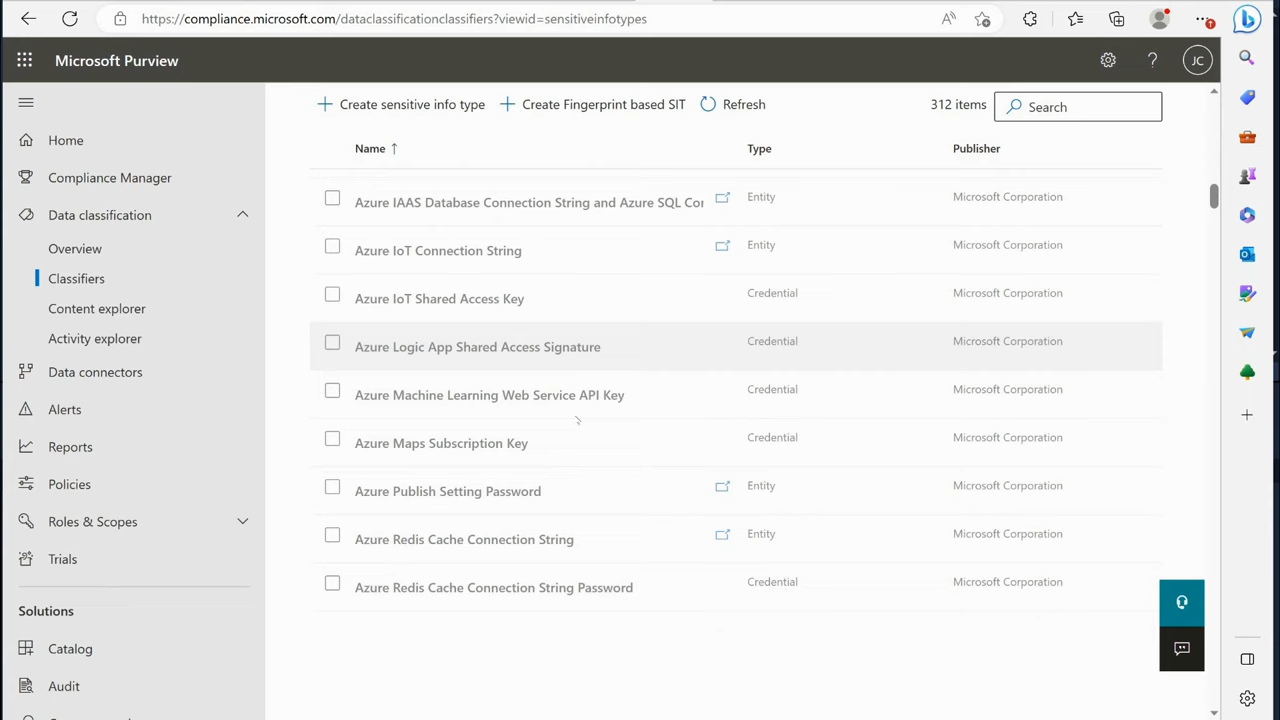 https://compliance.microsoft.com/dataclassificationclassifiers?viewid=sensitiveinfotypes
Microsoft Purview
JC
Create sensitive info type
Create Fingerprint based SIT
Refresh
312 items
Search
Home
Compliance Manager
Data classification
Overview
Classifiers
Content explorer
Activity explorer
Data connectors
Alerts
Reports
Policies
Roles & Scopes
Trials
Solutions
Catalog
Audit
Name ↑ Type Publisher
Azure IAAS Database Connection String and Azure SQL Cor Entity Microsoft Corporation
Azure IoT Connection String Entity Microsoft Corporation
Azure IoT Shared Access Key Credential Microsoft Corporation
Azure Logic App Shared Access Signature Credential Microsoft Corporation
Azure Machine Learning Web Service API Key Credential Microsoft Corporation
Azure Maps Subscription Key Credential Microsoft Corporation
Azure Publish Setting Password Entity Microsoft Corporation
Azure Redis Cache Connection String Entity Microsoft Corporation
Azure Redis Cache Connection String Password Credential Microsoft Corporation